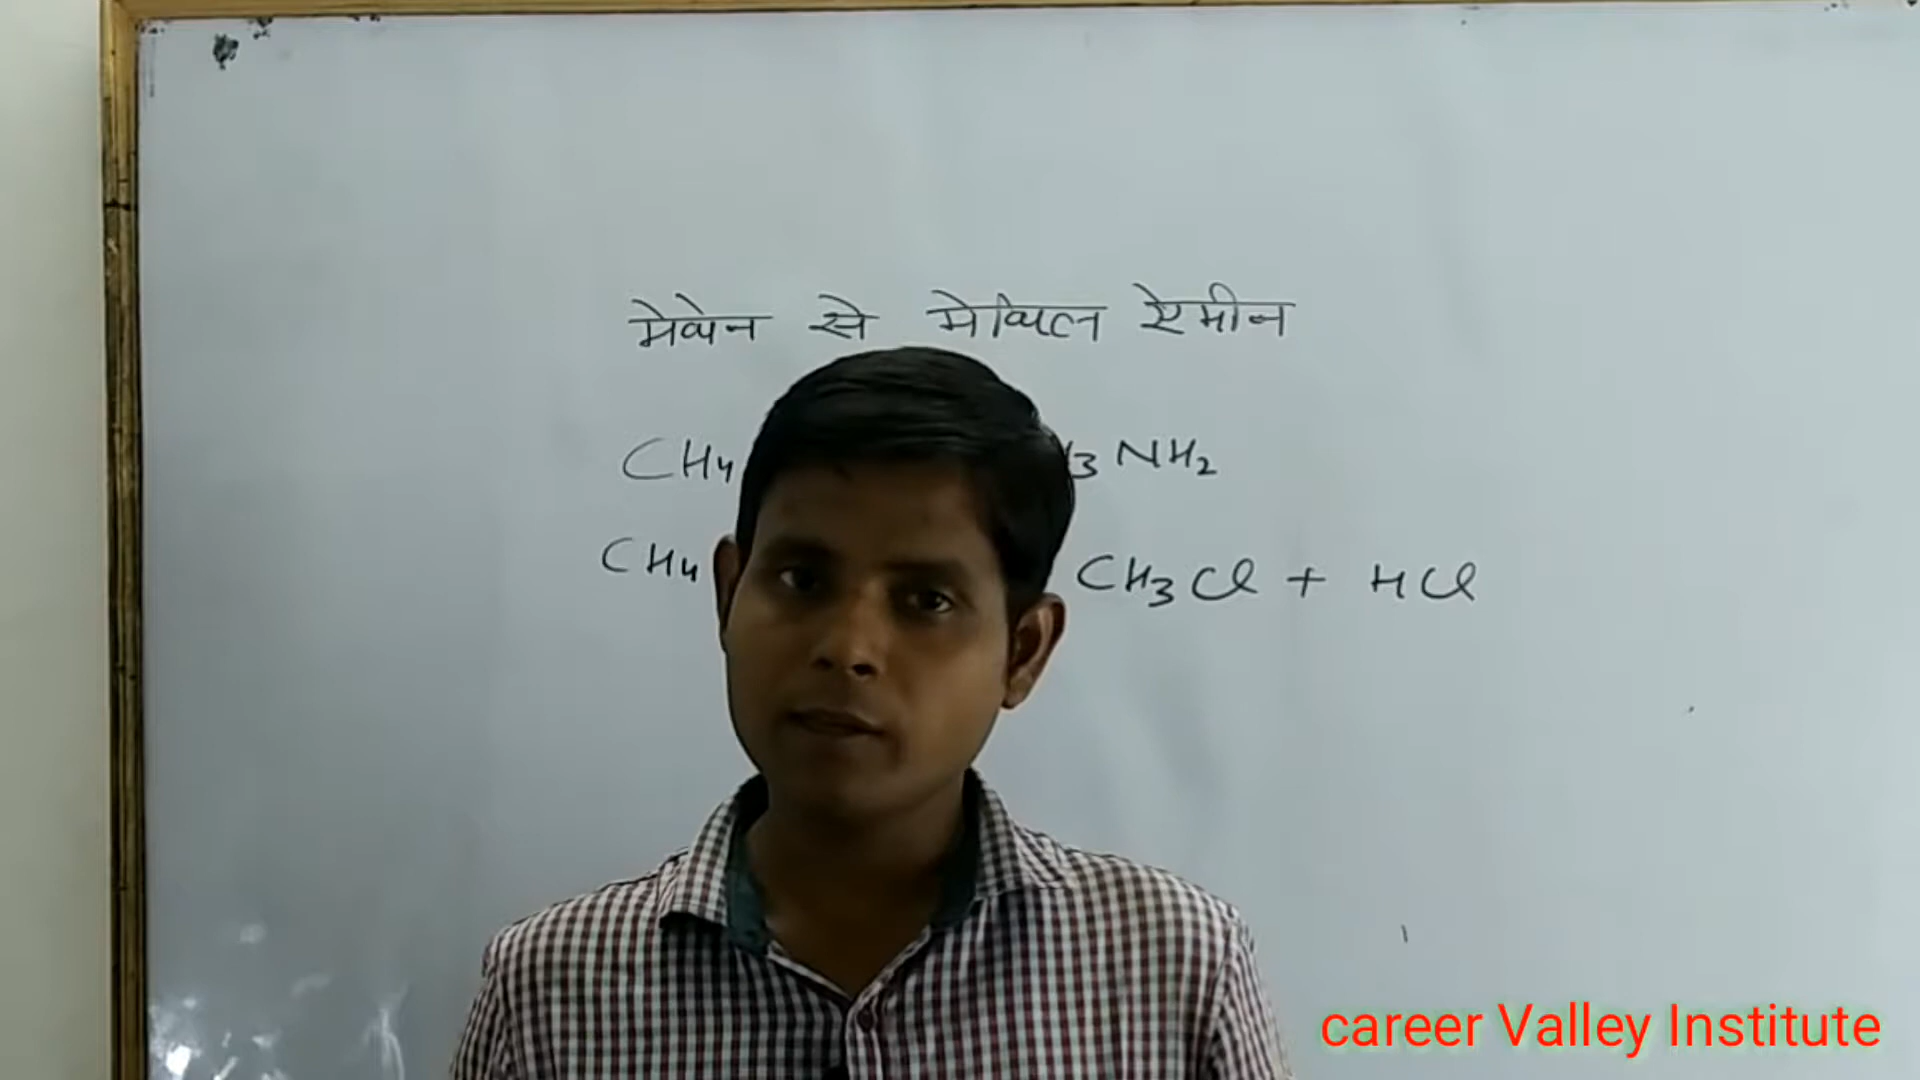 मेथेन से मेथिल ऐमीन
CH₄ ₃NH₂
CH₄ CH₃Cl + HCl
career Valley Institute